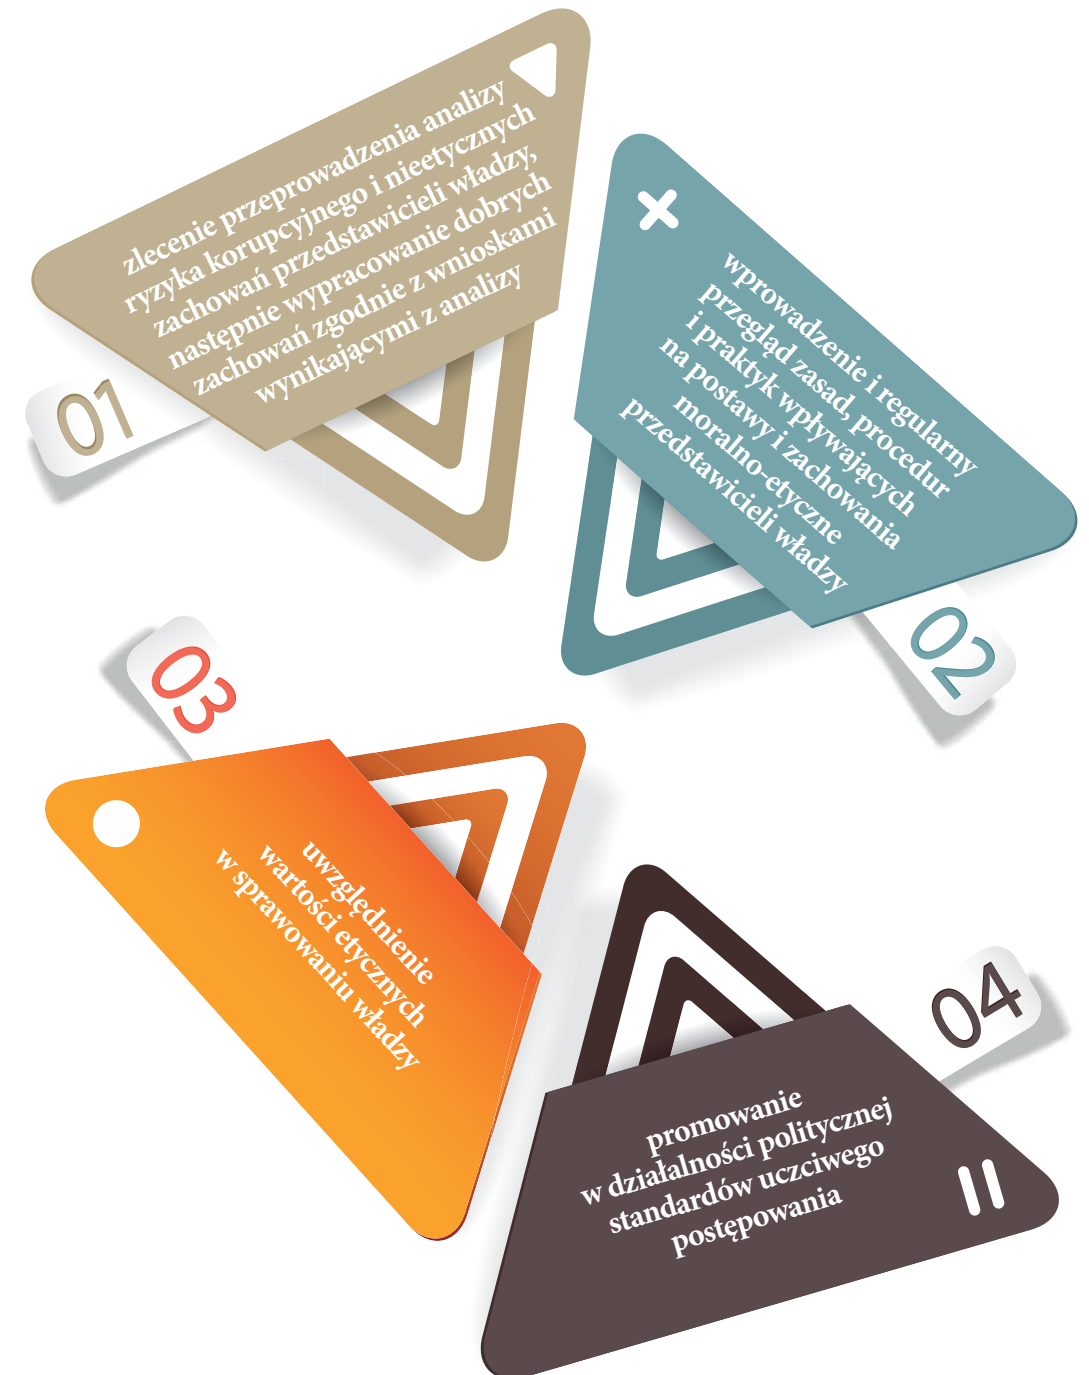 01
zlecenie przeprowadzenia analizy
ryzyka korupcyjnego i nieetycznych
zachowań przedstawicieli władzy,
następnie wypracowanie dobrych
zachowań zgodnie z wnioskami
wynikającymi z analizy
02
wprowadzenie i regularny
przegląd zasad, procedur
i praktyk wpływających
na postawy i zachowania
moralno-etyczne
przedstawicieli władzy
03
uwzględnienie
wartości etycznych
w sprawowaniu władzy
04
promowanie
w działalności politycznej
standardów uczciwego
postępowania